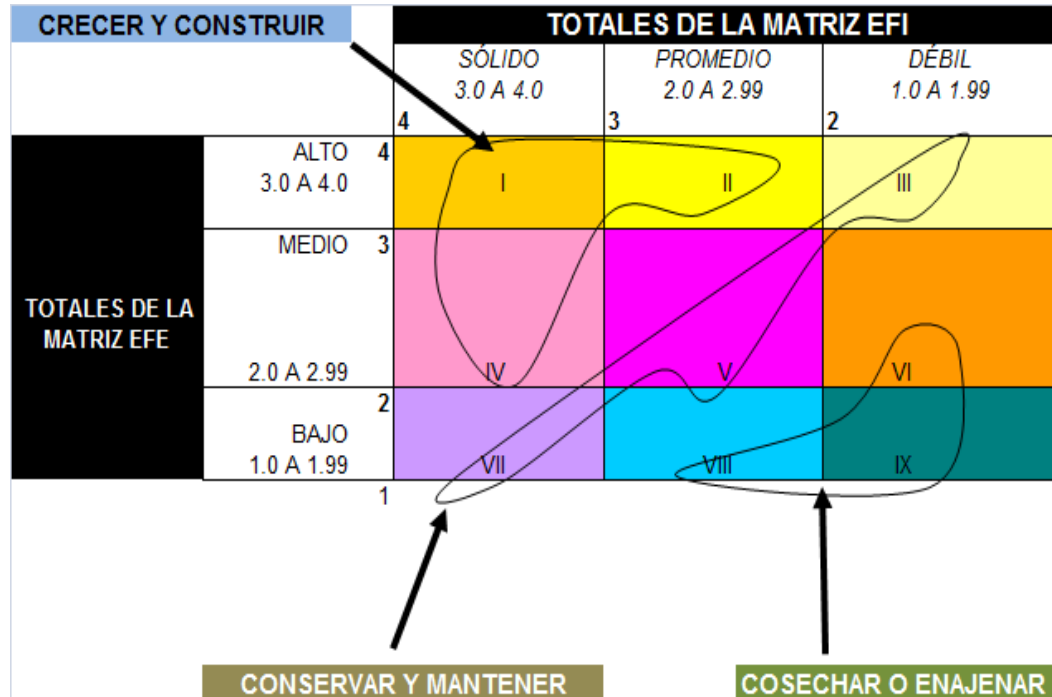 CRECER Y CONSTRUIR
TOTALES DE LA MATRIZ EFI
SÓLIDO
3.0 A 4.0
PROMEDIO
2.0 A 2.99
DÉBIL
1.0 A 1.99
4
3
2
TOTALES DE LA
MATRIZ EFE
ALTO
3.0 A 4.0
4
I
II
III
MEDIO
3
2.0 A 2.99
IV
V
VI
2
BAJO
1.0 A 1.99
VII
VIII
IX
1
CONSERVAR Y MANTENER
COSECHAR O ENAJENAR